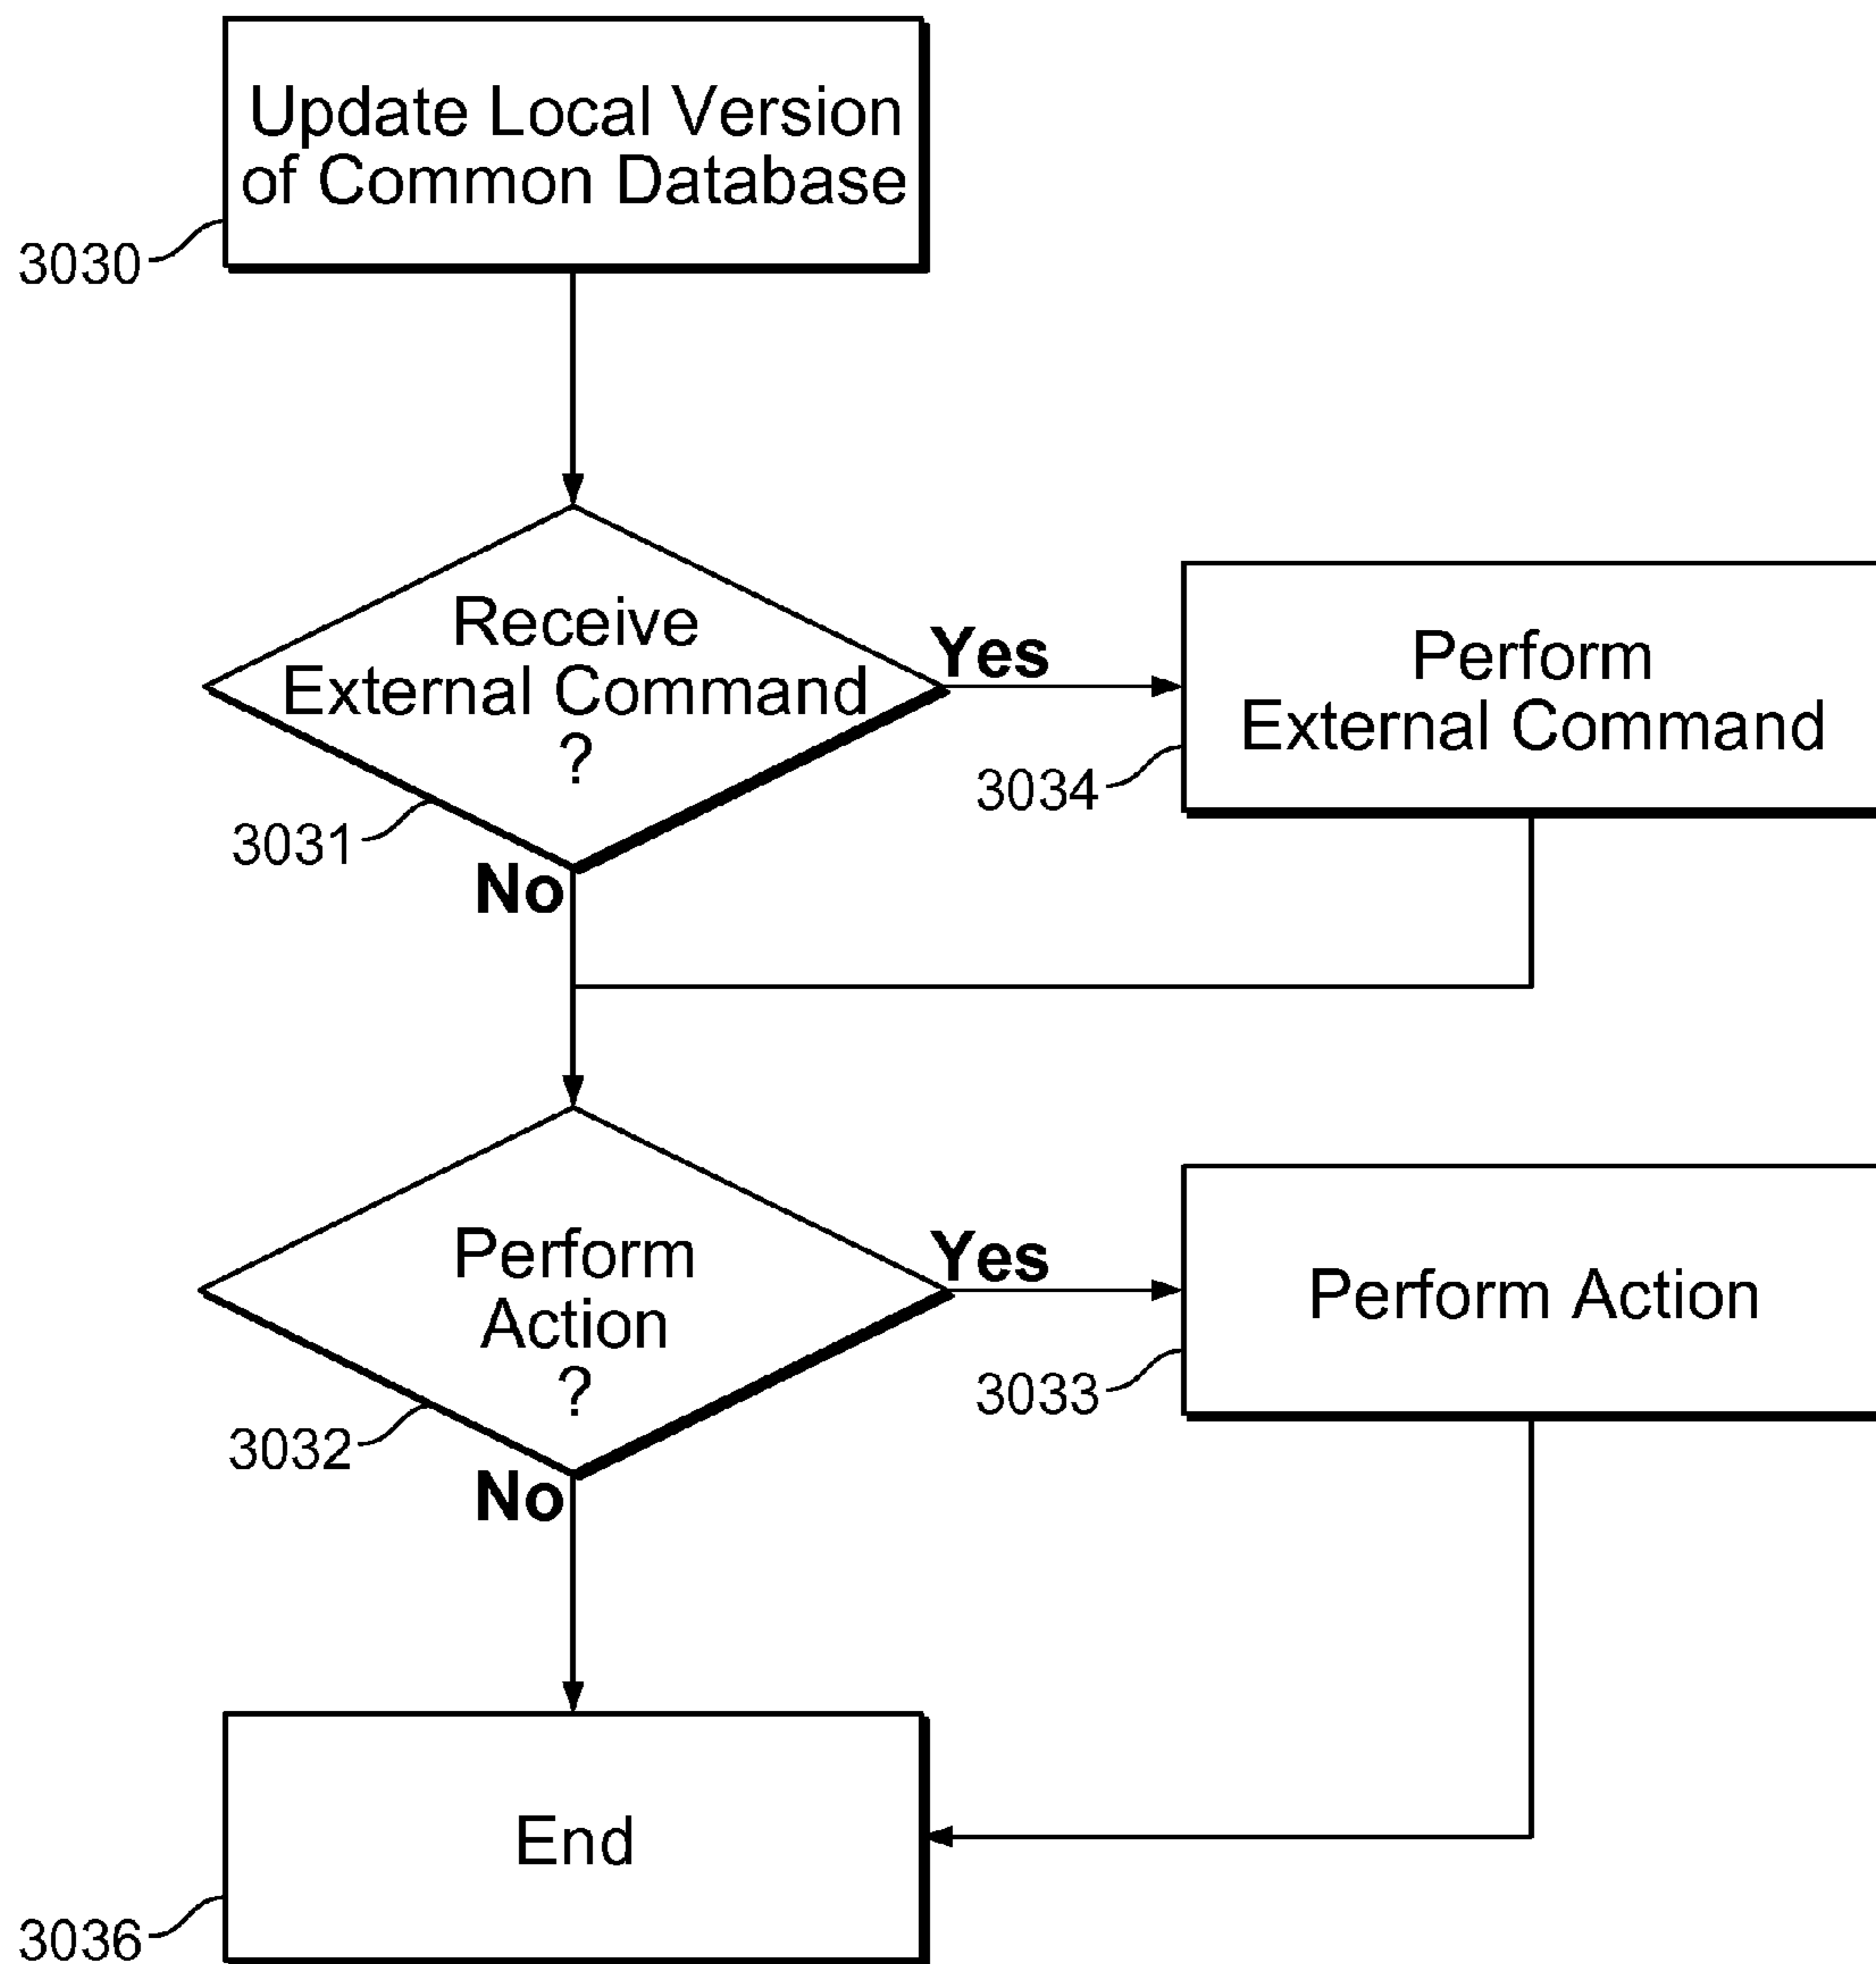 Update Local Version
of Common Database
3030
Receive
External Command
?
3031
Yes
No
Perform
External Command
3034
Perform
Action
?
3032
Yes
No
Perform Action
3033
End
3036